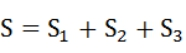 S = S₁ + S₂ + S₃